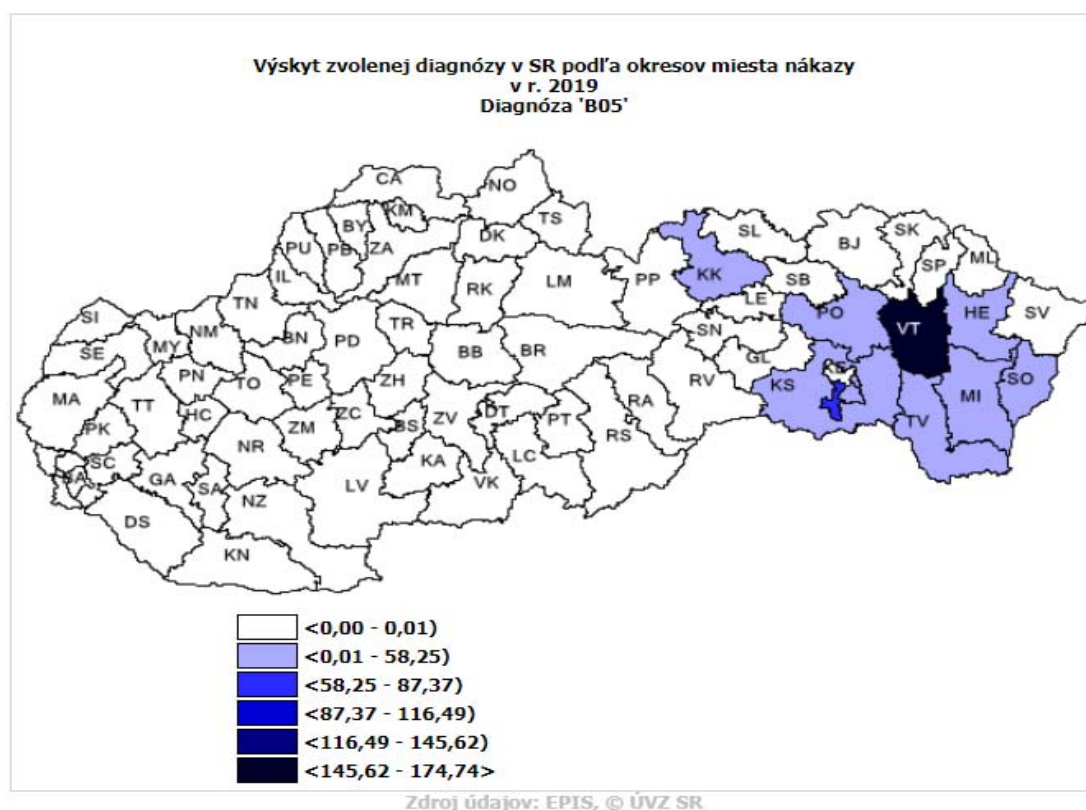 Výskyt zvolenej diagnózy v SR podľa okresov miesta nákazy
v r. 2019
Diagnóza 'B05'
CA
NO
KM
TS
BY
PU
PB
ZA
DK
SL
BJ
SK
SP
ML
IL
MT
RK
LM
PP
KK
SB
TN
LE
PO
HE
SV
SI
NM
BN
TR
SN
VT
SE
MY
PD
BB
BR
GL
PN
TO
PE
ZH
RV
KS
SO
MA
TT
HC
ZM
ZC
ZV
DT
PT
RA
MI
PK
BS
RS
TV
SC
NR
KA
LC
BA
GA
SA
NZ
LV
VK
DS
KN
<0,00 - 0,01)
<0,01 - 58,25)
<58,25 - 87,37)
<87,37 - 116,49)
<116,49 - 145,62)
<145,62 - 174,74>
Zdroj údajov: EPIS, © ÚVZ SR